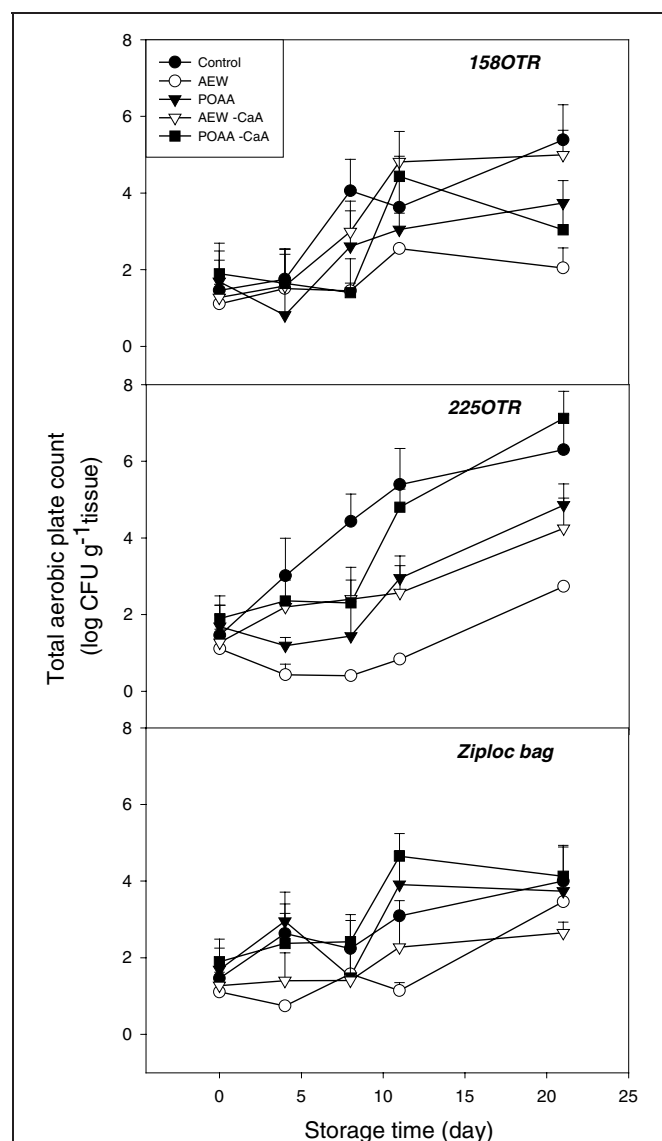 8
6
4
2
0
Control
AEW
POAA
AEW -CaA
POAA -CaA
158OTR
8
6
4
2
0
225OTR
Total aerobic plate count
(log CFU g-1 tissue)
8
6
4
2
0
Ziploc bag
0
5
10
15
20
25
Storage time (day)